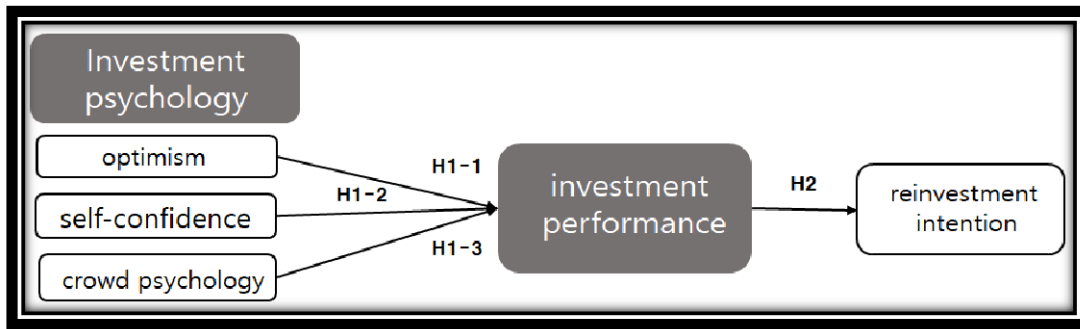 Investment
psychology
optimism
self-confidence
crowd psychology
H1-1
H1-2
H1-3
investment
performance
H2
reinvestment
intention